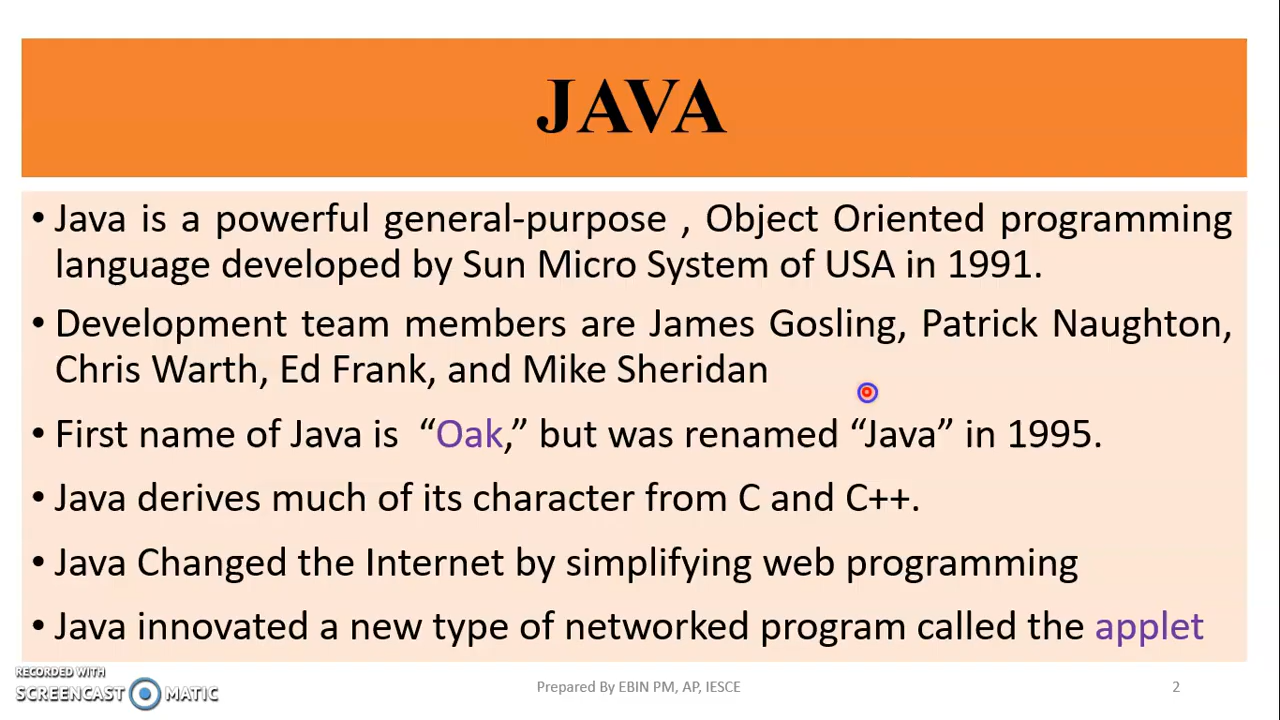 JAVA
• Java is a powerful general-purpose , Object Oriented programming
language developed by Sun Micro System of USA in 1991.
• Development team members are James Gosling, Patrick Naughton,
Chris Warth, Ed Frank, and Mike Sheridan
• First name of Java is “Oak,” but was renamed “Java” in 1995.
• Java derives much of its character from C and C++.
• Java Changed the Internet by simplifying web programming
• Java innovated a new type of networked program called the applet
RECORDED WITH
SCREENCAST MATIC
Prepared By EBIN PM, AP, IESCE
2